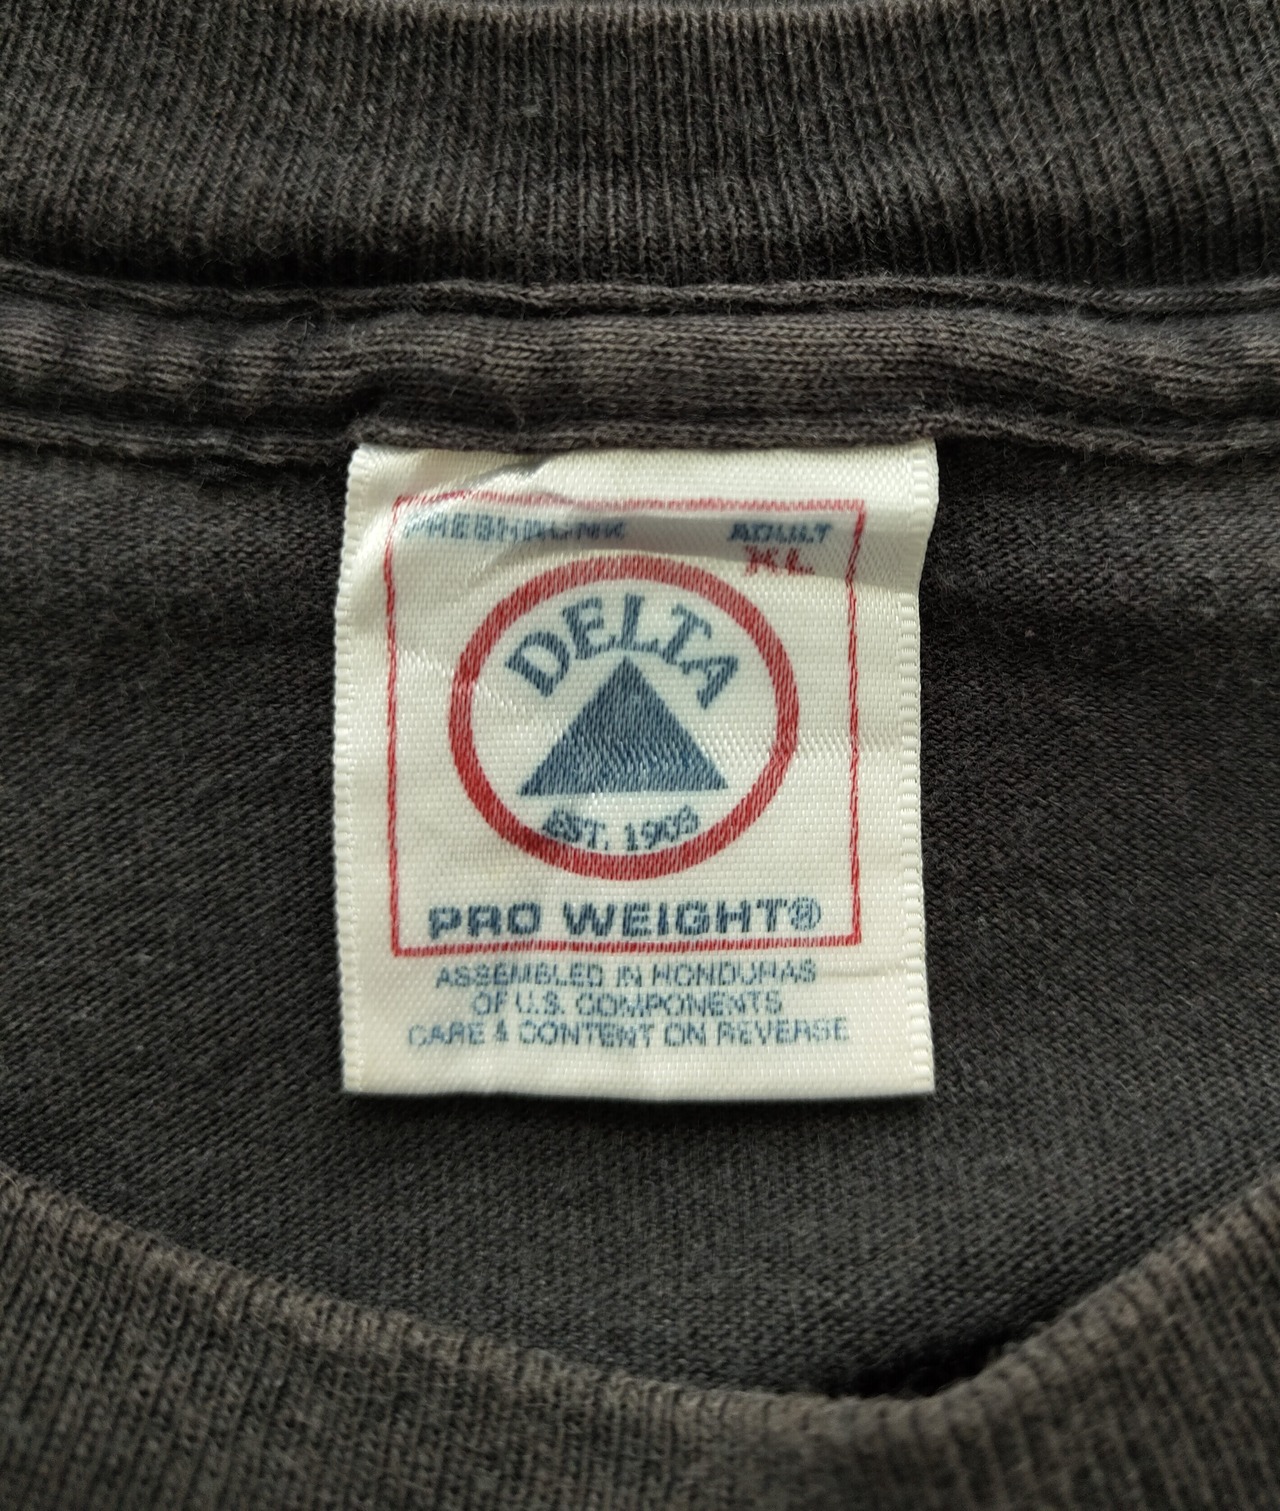 PRESHRUNK ADULT
XL
DELTA
EST. 1903
PRO WEIGHT®
ASSEMBLED IN HONDURAS
OF U.S. COMPONENTS
CARE & CONTENT ON REVERSE